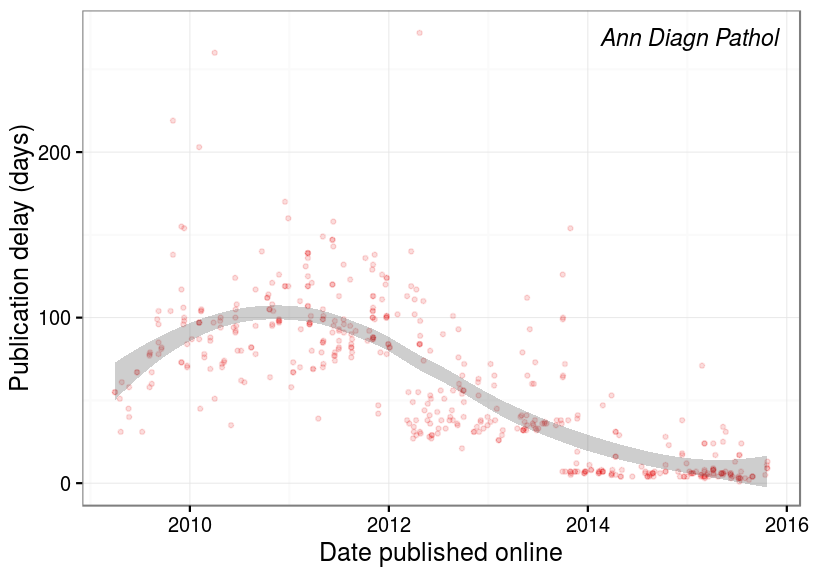 Ann Diagn Pathol
Publication delay (days)
200
100
0
2010 2012 2014 2016
Date published online